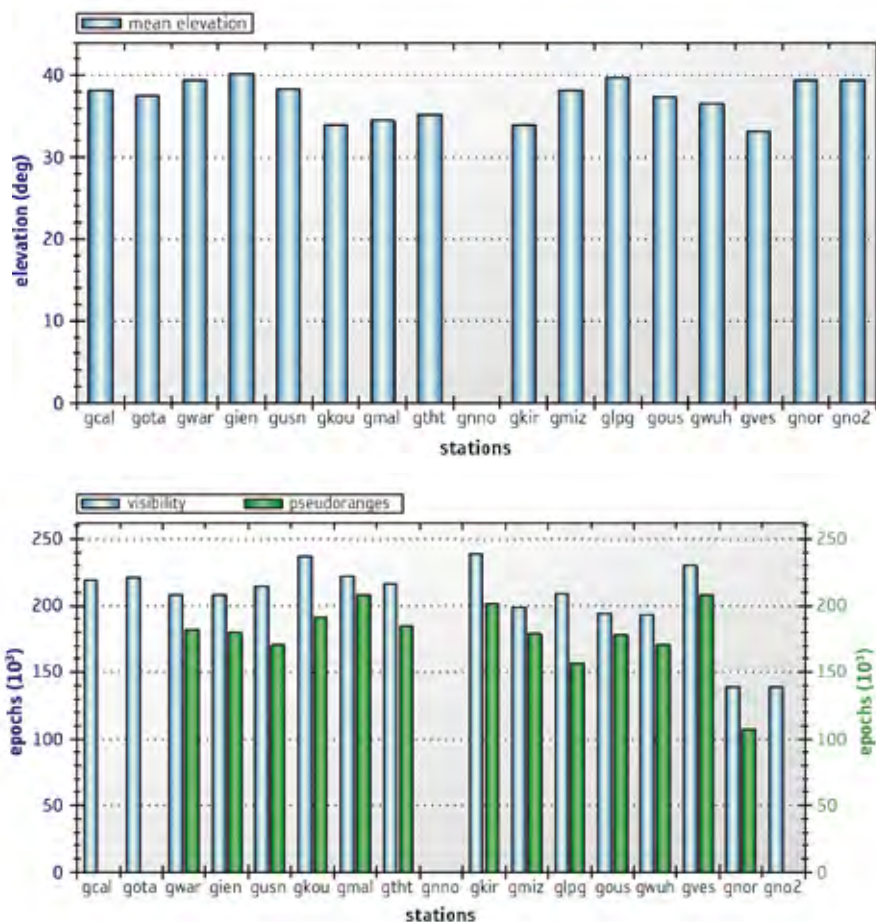 mean elevation
40
30
20
10
0
elevation (deg)
gcal gota gwar gien gusn gkou gmal gtht gnno gkir gmiz glpg gous gwuh gves gnor gno2
stations
visibility pseudoranges
250 250
200 200
150 150
100 100
50 50
0 0
epochs (10³) epochs (10³)
gcal gota gwar gien gusn gkou gmal gtht gnno gkir gmiz glpg gous gwuh gves gnor gno2
stations